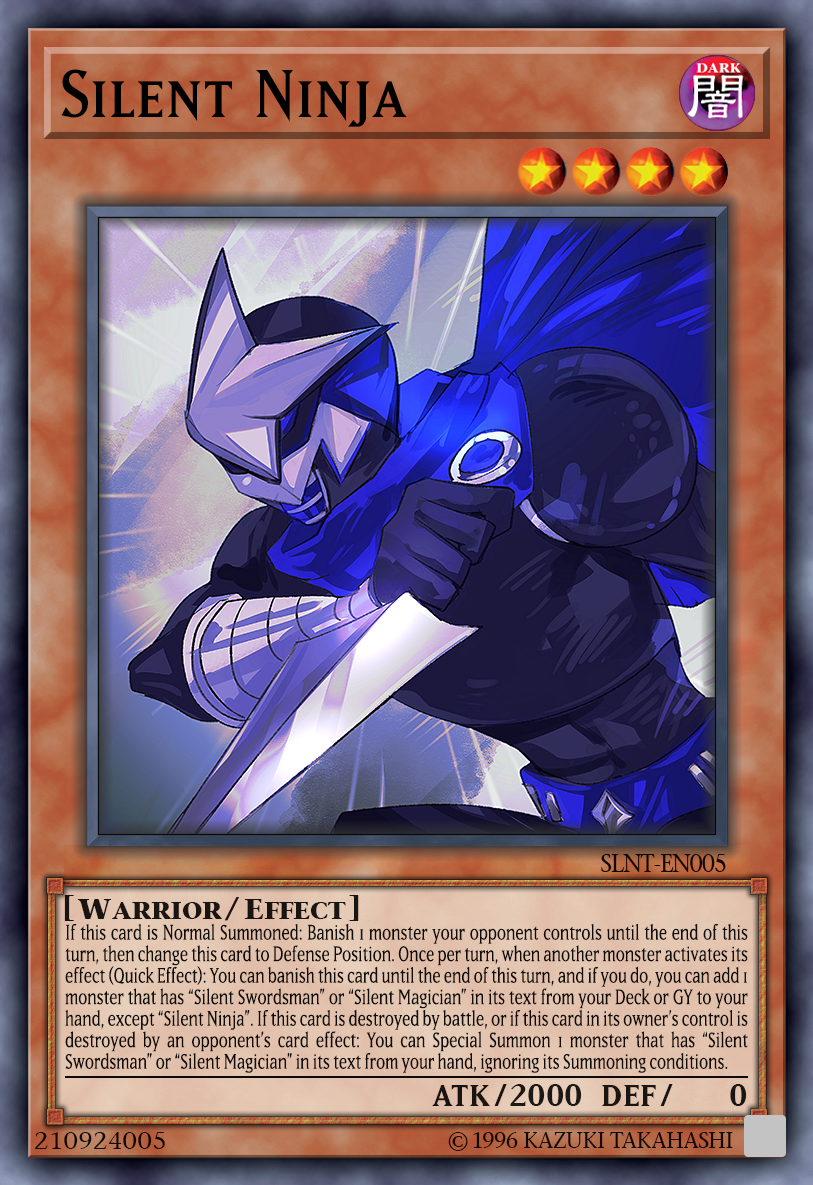 Silent Ninja
DARK
闇
SLNT-EN005
[Warrior/Effect]
If this card is Normal Summoned: Banish 1 monster your opponent controls until the end of this
turn, then change this card to Defense Position. Once per turn, when another monster activates its
effect (Quick Effect): You can banish this card until the end of this turn, and if you do, you can add 1
monster that has “Silent Swordsman” or “Silent Magician” in its text from your Deck or GY to your
hand, except “Silent Ninja”. If this card is destroyed by battle, or if this card in its owner’s control is
destroyed by an opponent’s card effect: You can Special Summon 1 monster that has “Silent
Swordsman” or “Silent Magician” in its text from your hand, ignoring its Summoning conditions.
ATK/2000 DEF/ 0
210924005 © 1996 KAZUKI TAKAHASHI